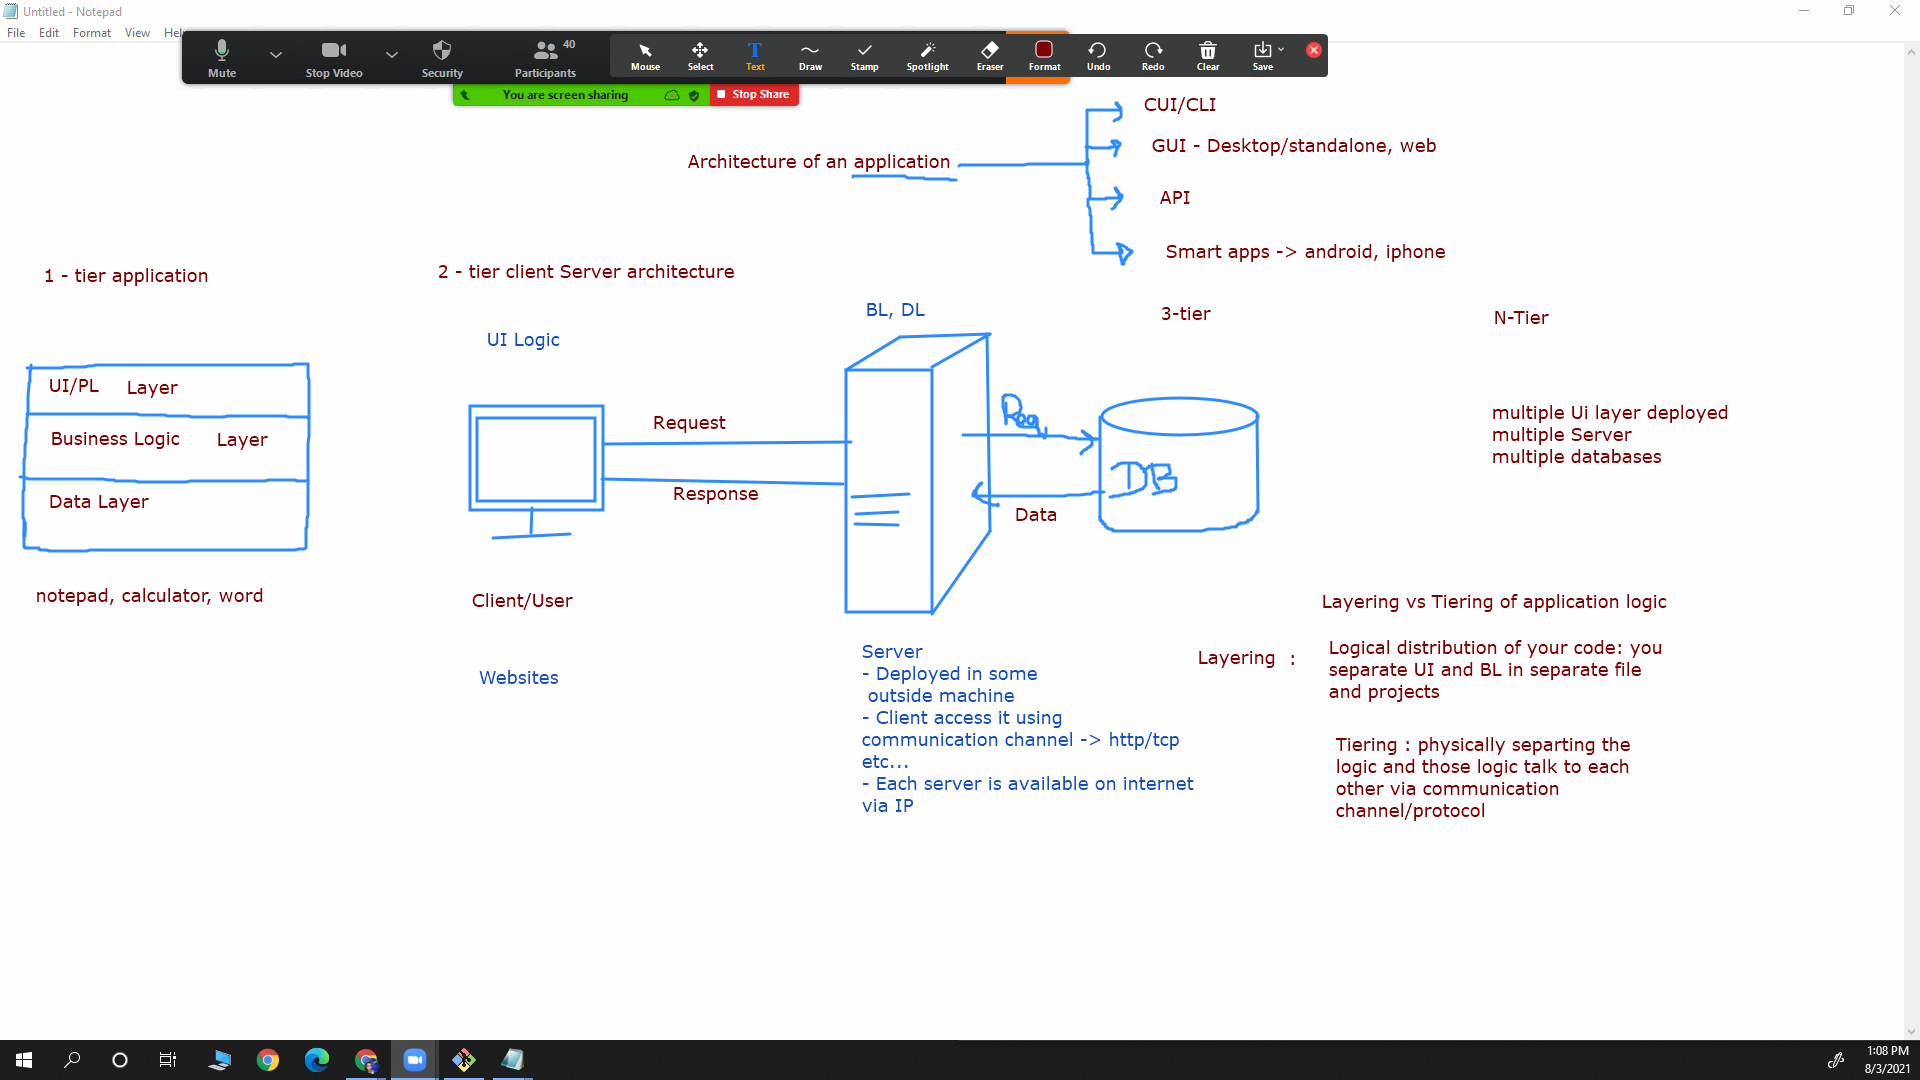 Untitled - Notepad
File Edit Format View Hel
Mute
Stop Video
Security
Participants 40
Mouse
Select
Text
Draw
Stamp
Spotlight
Eraser
Format
Undo
Redo
Clear
Save
You are screen sharing
Stop Share
CUI/CLI
Architecture of an application
GUI - Desktop/standalone, web
API
Smart apps -> android, iphone
1 - tier application
2 - tier client Server architecture
BL, DL
3-tier
N-Tier
UI Logic
UI/PL Layer
Business Logic Layer
Data Layer
notepad, calculator, word
Request
Response
Client/User
Websites
DB
Data
multiple Ui layer deployed
multiple Server
multiple databases
Server
- Deployed in some
outside machine
- Client access it using
communication channel -> http/tcp
etc...
- Each server is available on internet
via IP
Layering vs Tiering of application logic
Layering :
Logical distribution of your code: you
separate UI and BL in separate file
and projects
Tiering : physically separting the
logic and those logic talk to each
other via communication
channel/protocol
1:08 PM
8/3/2021